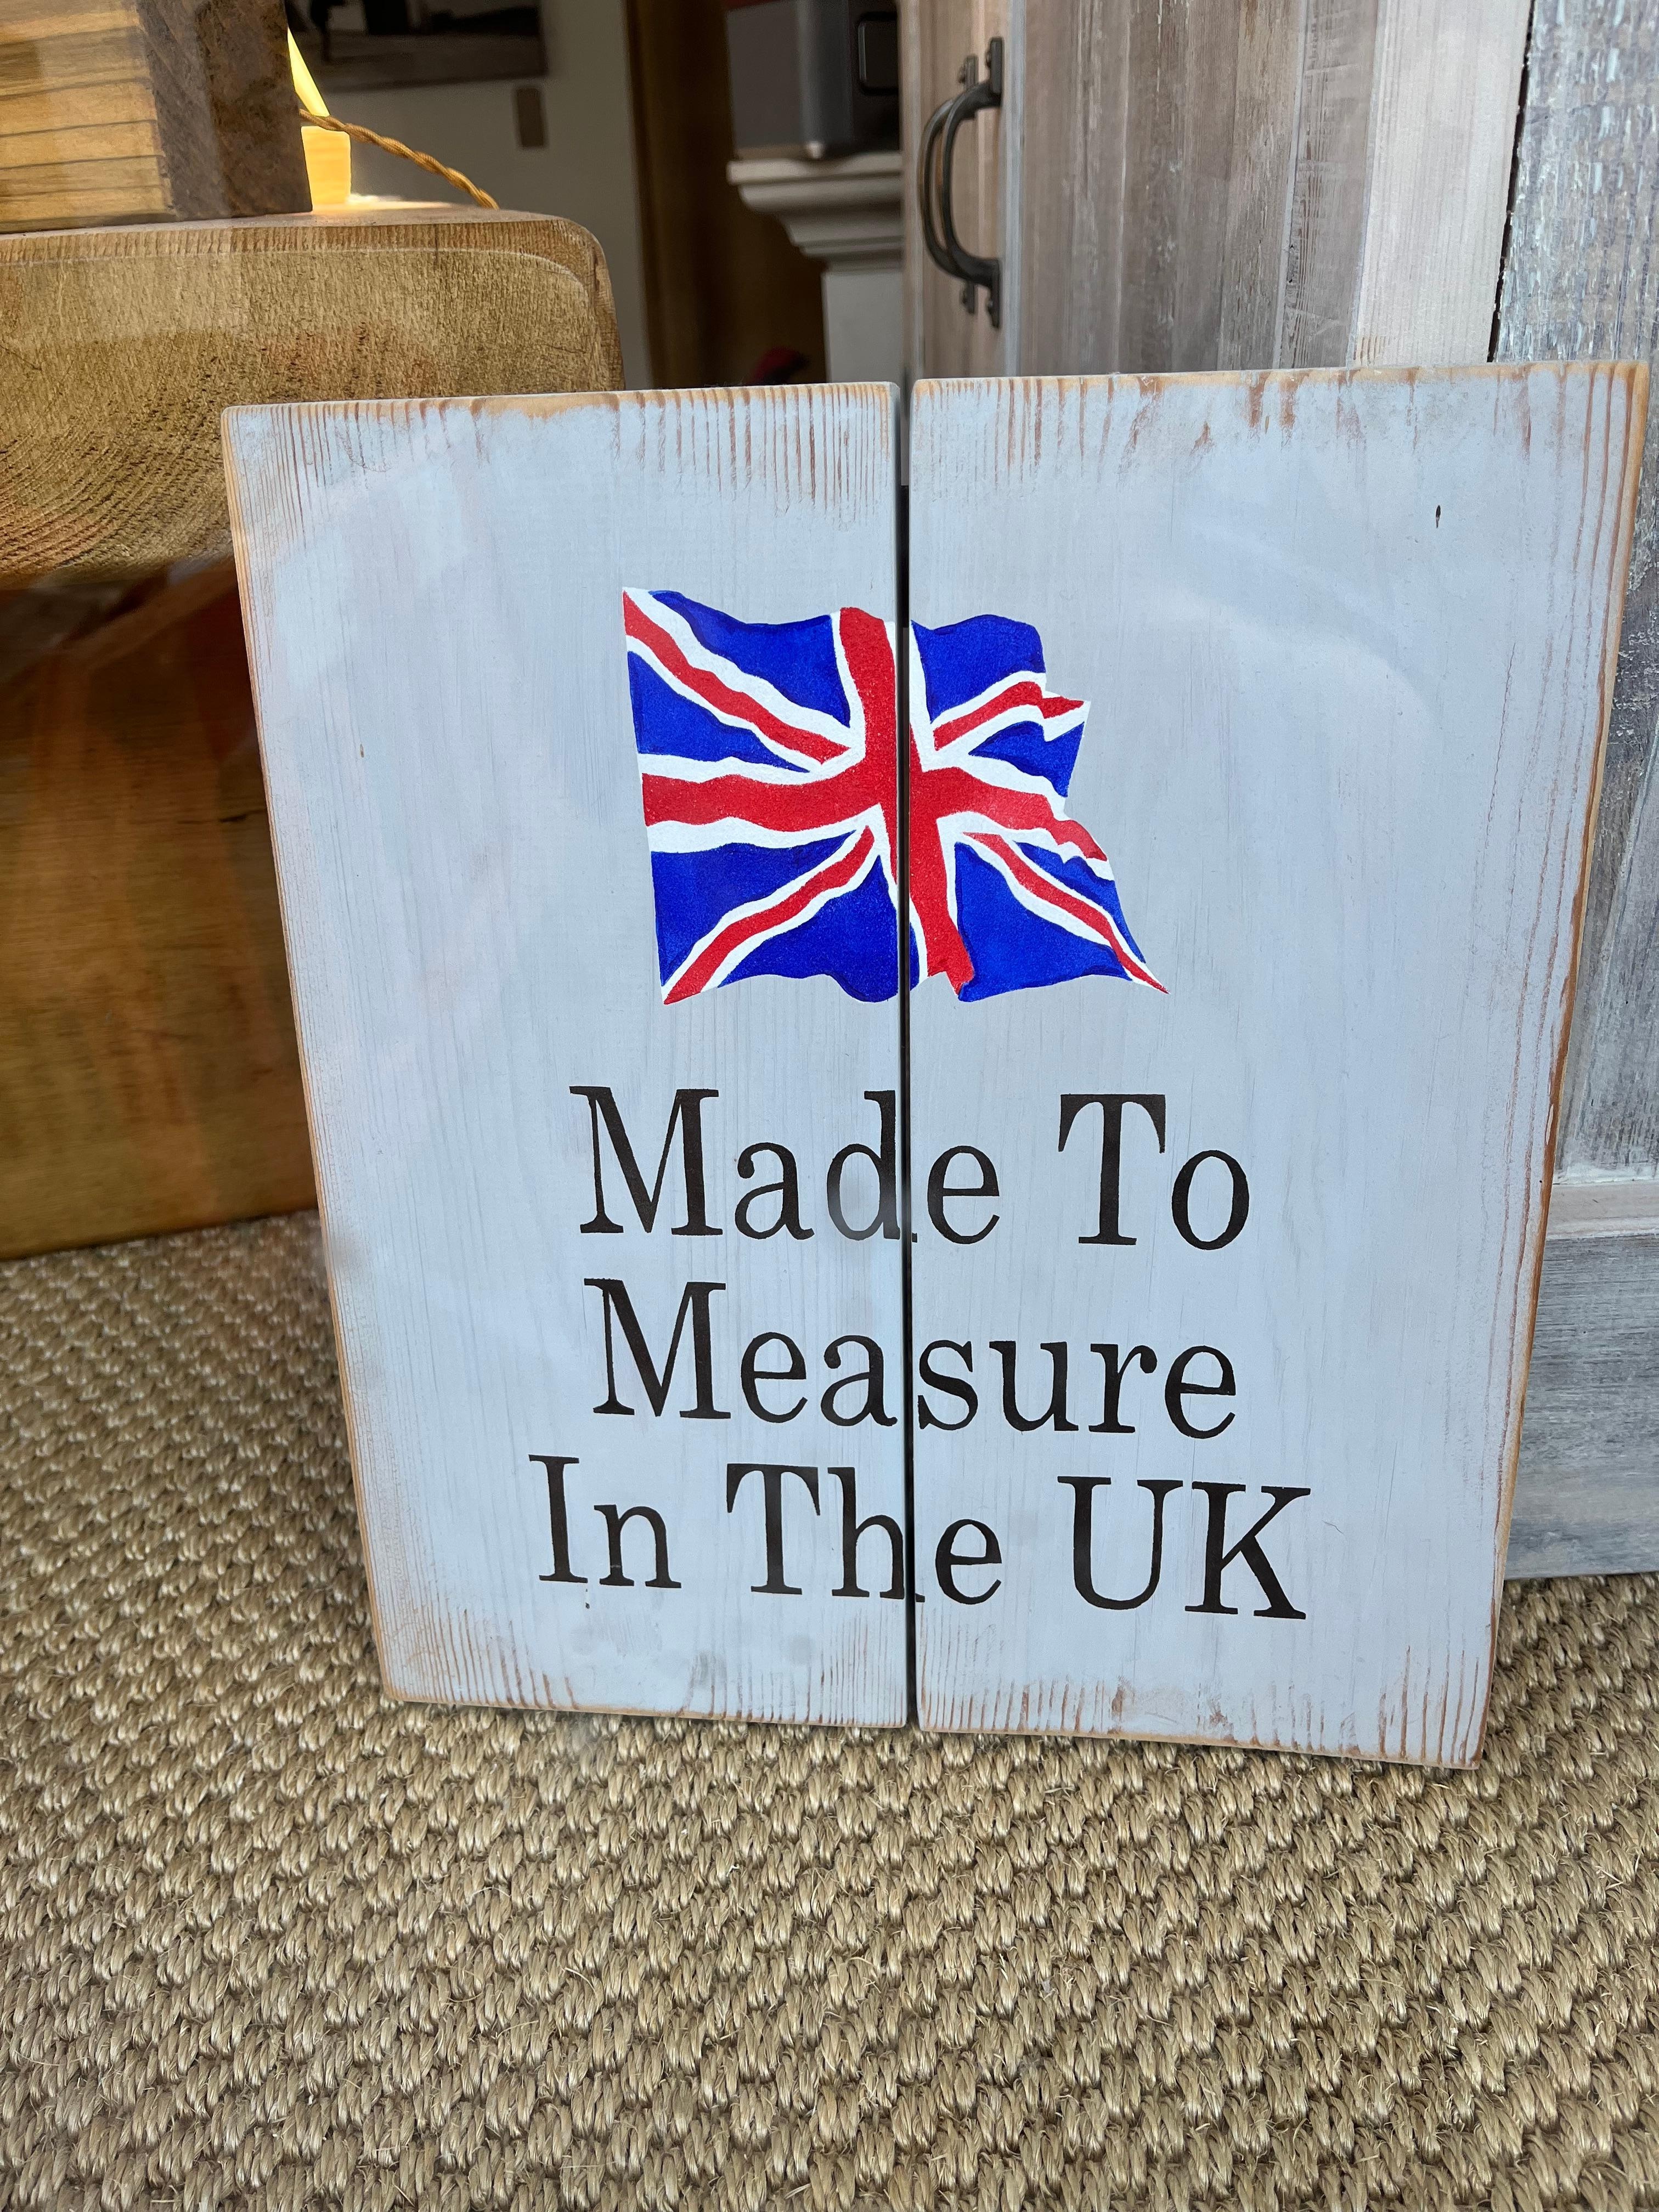 Made To
Measure
In The UK